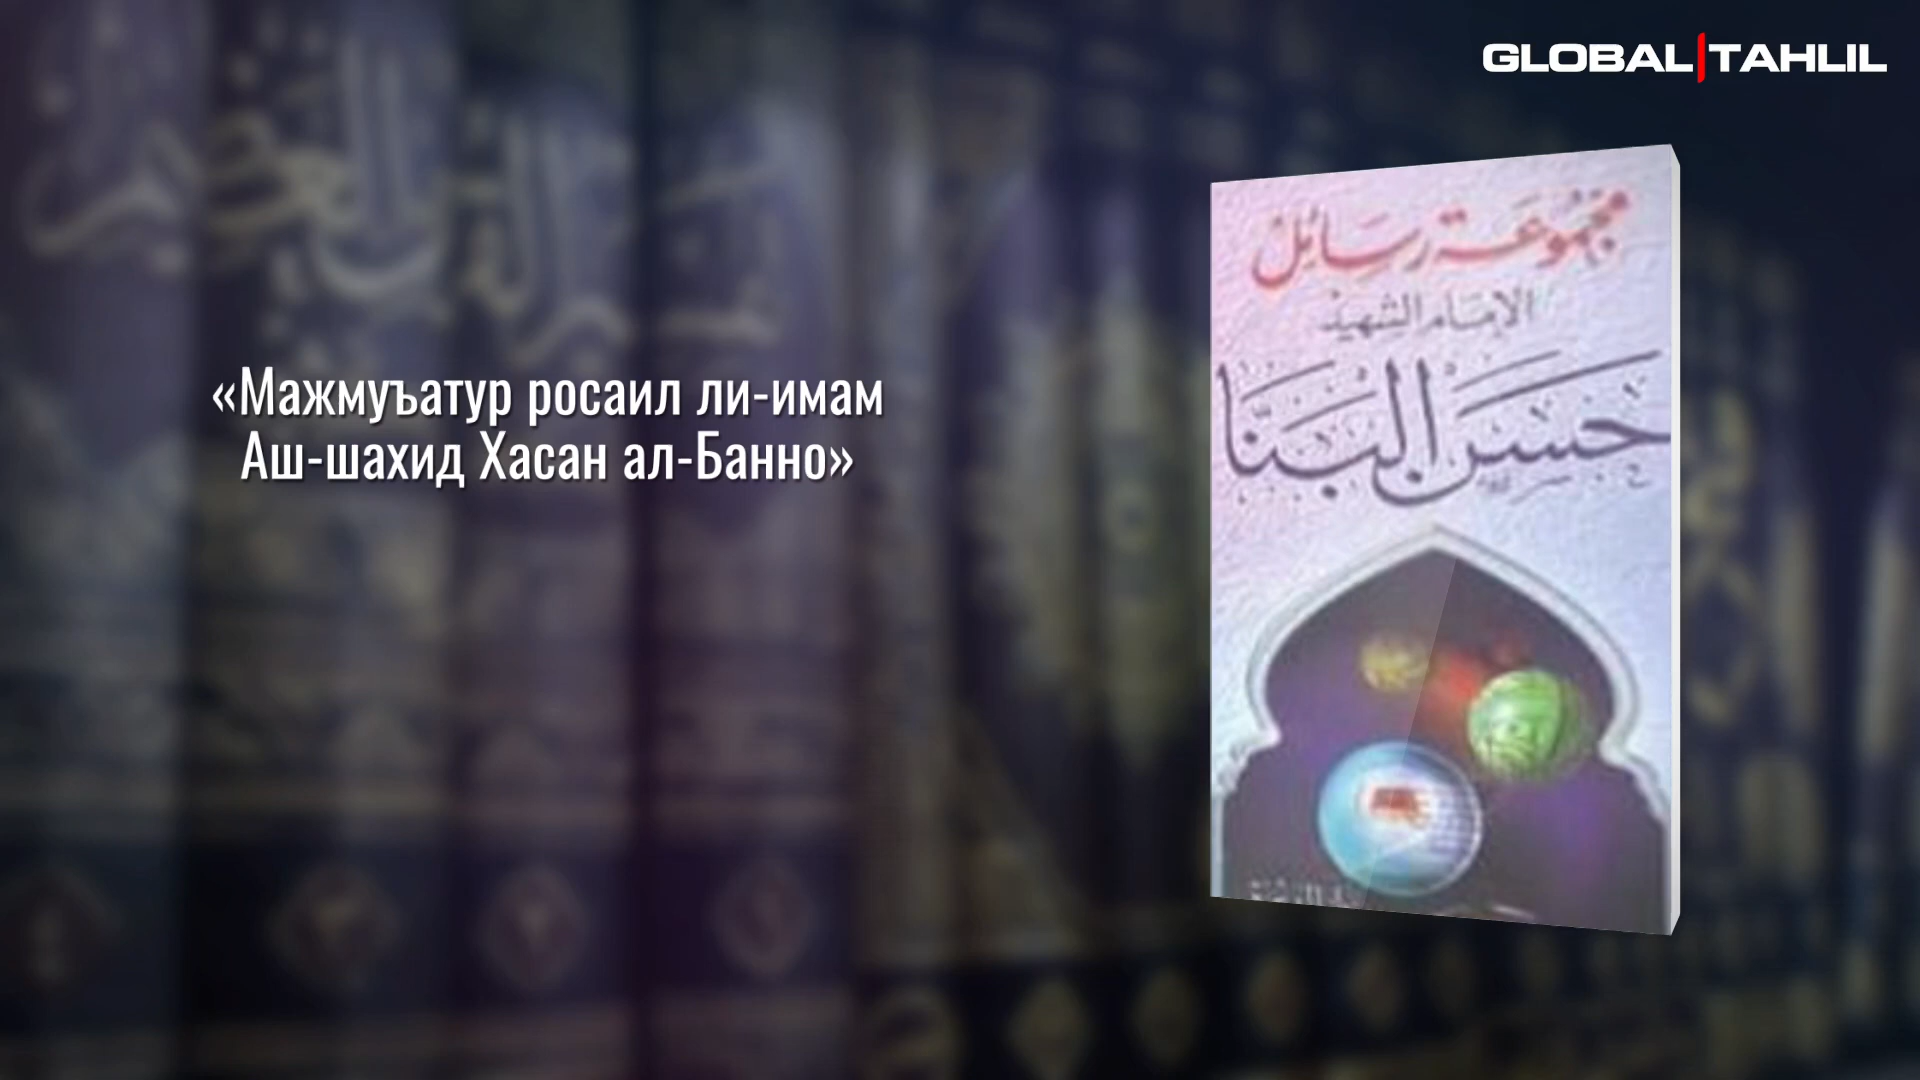 GLOBAL|TAHLIL
«Мажмуъатур росаил ли-имам
Аш-шахид Хасан ал-Банно»
مجموعة رسائل
الإمام الشهيد
حسن البنا